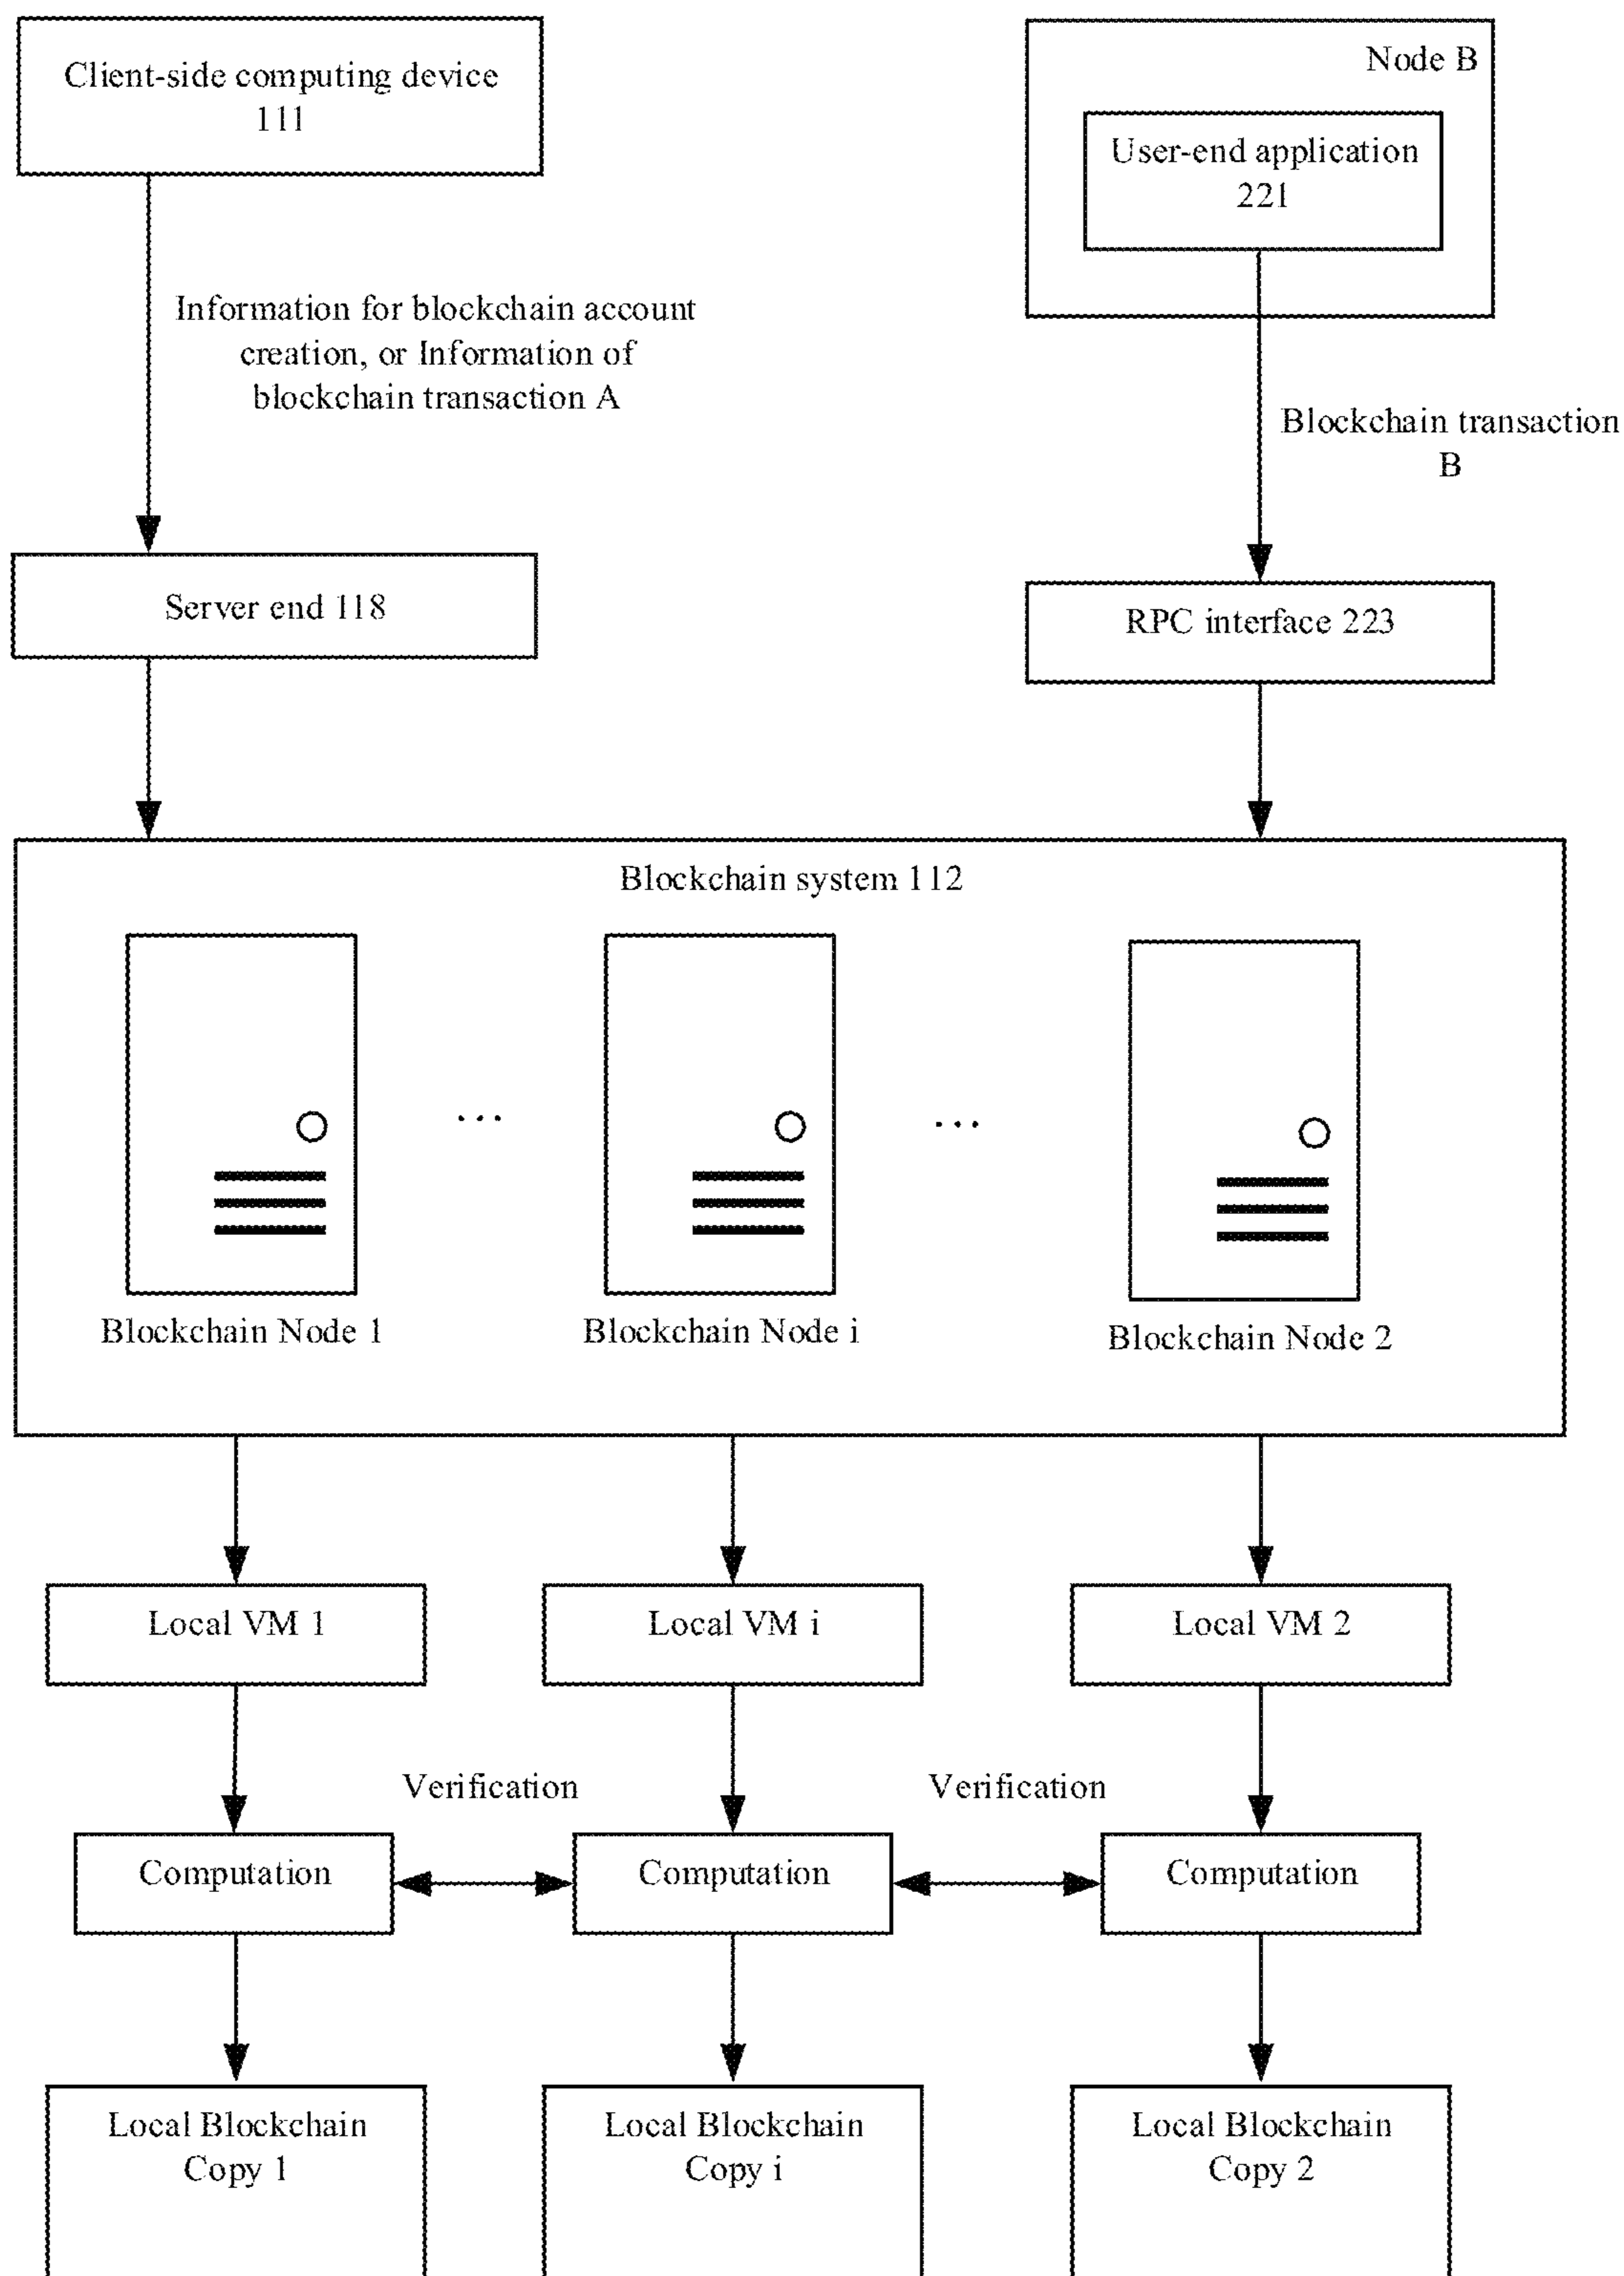 Client-side computing device
111
Node B
User-end application
221
Information for blockchain account
creation, or Information of
blockchain transaction A
Blockchain transaction
B
Server end 118
RPC interface 223
Blockchain system 112
...
...
Blockchain Node 1
Blockchain Node i
Blockchain Node 2
Local VM 1
Local VM i
Local VM 2
Verification
Verification
Computation
Computation
Computation
Local Blockchain
Copy 1
Local Blockchain
Copy i
Local Blockchain
Copy 2